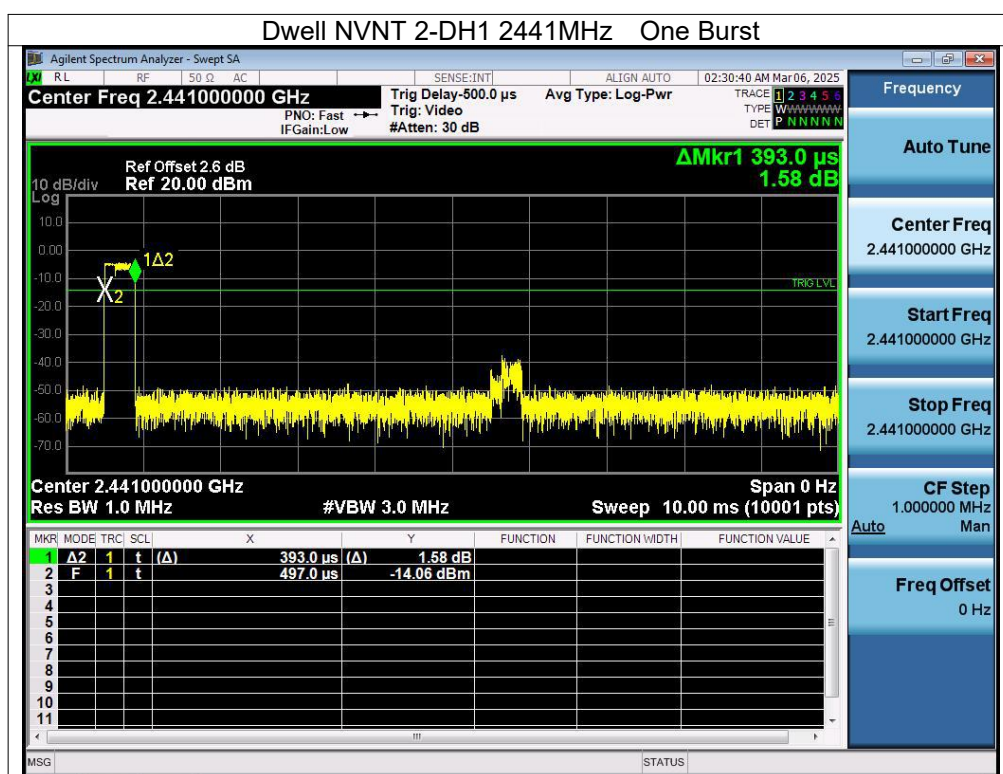 Dwell NVNT 2-DH1 2441MHz One Burst
Agilent Spectrum Analyzer - Swept SA
LXI RL RF 50 Ω AC SENSE:INT ALIGN AUTO 02:30:40 AM Mar 06, 2025
Center Freq 2.441000000 GHz
PNO: Fast
IFGain:Low
Trig Delay-500.0 µs
Trig: Video
#Atten: 30 dB
Avg Type: Log-Pwr
TRACE 1 2 3 4 5 6
TYPE WWWWWWW
DET P N N N N N
ΔMkr1 393.0 µs
1.58 dB
Ref Offset 2.6 dB
10 dB/div Ref 20.00 dBm
Log
10.0
0.00
-10.0
-20.0
-30.0
-40.0
-50.0
-60.0
-70.0
1Δ2
2
TRIG LVL
Center 2.441000000 GHz Span 0 Hz
Res BW 1.0 MHz #VBW 3.0 MHz Sweep 10.00 ms (10001 pts)
MKR MODE TRC SCL X Y FUNCTION FUNCTION WIDTH FUNCTION VALUE
1 Δ2 1 t (Δ) 393.0 µs (Δ) 1.58 dB
2 F 1 t 497.0 µs -14.06 dBm
3
4
5
6
7
8
9
10
11
MSG STATUS
Frequency
Auto Tune
Center Freq
2.441000000 GHz
Start Freq
2.441000000 GHz
Stop Freq
2.441000000 GHz
CF Step
1.000000 MHz
Auto Man
Freq Offset
0 Hz